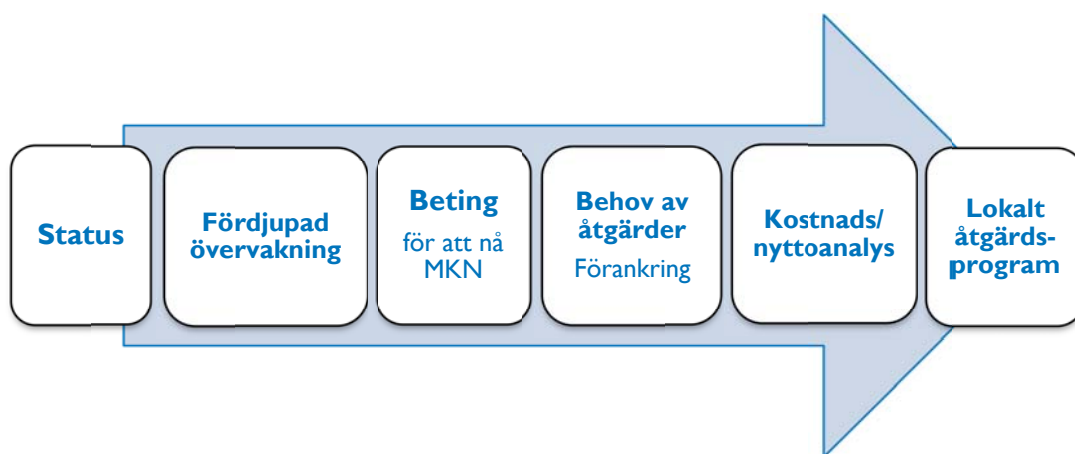 Status
Fördjupad
övervakning
Beting
för att nå
MKN
Behov av
åtgärder
Förankring
Kostnads/
nyttoanalys
Lokalt
åtgärds-
program